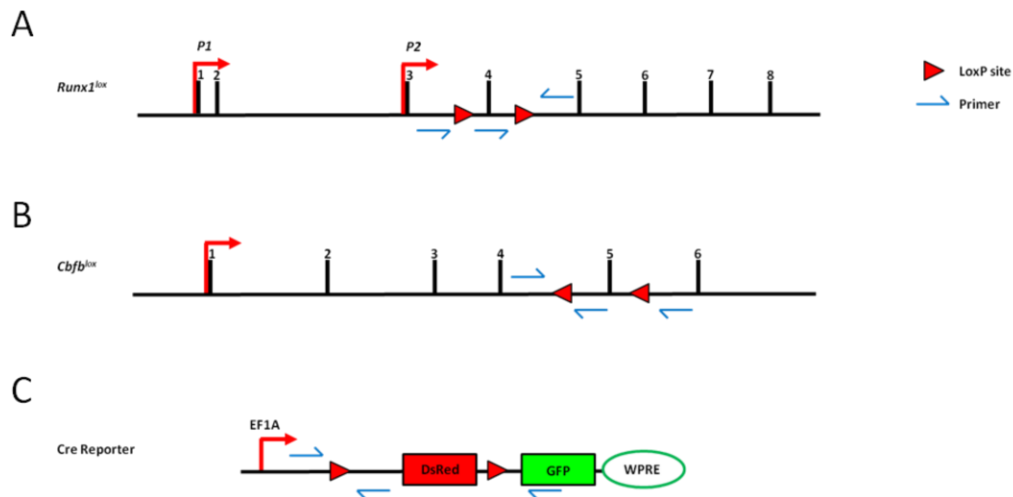 A
P1
P2
Runx1lox
1 2 3 4 5 6 7 8
LoxP site
Primer
B
Cbfblox
1 2 3 4 5 6
C
EF1A
Cre Reporter
DsRed
GFP
WPRE